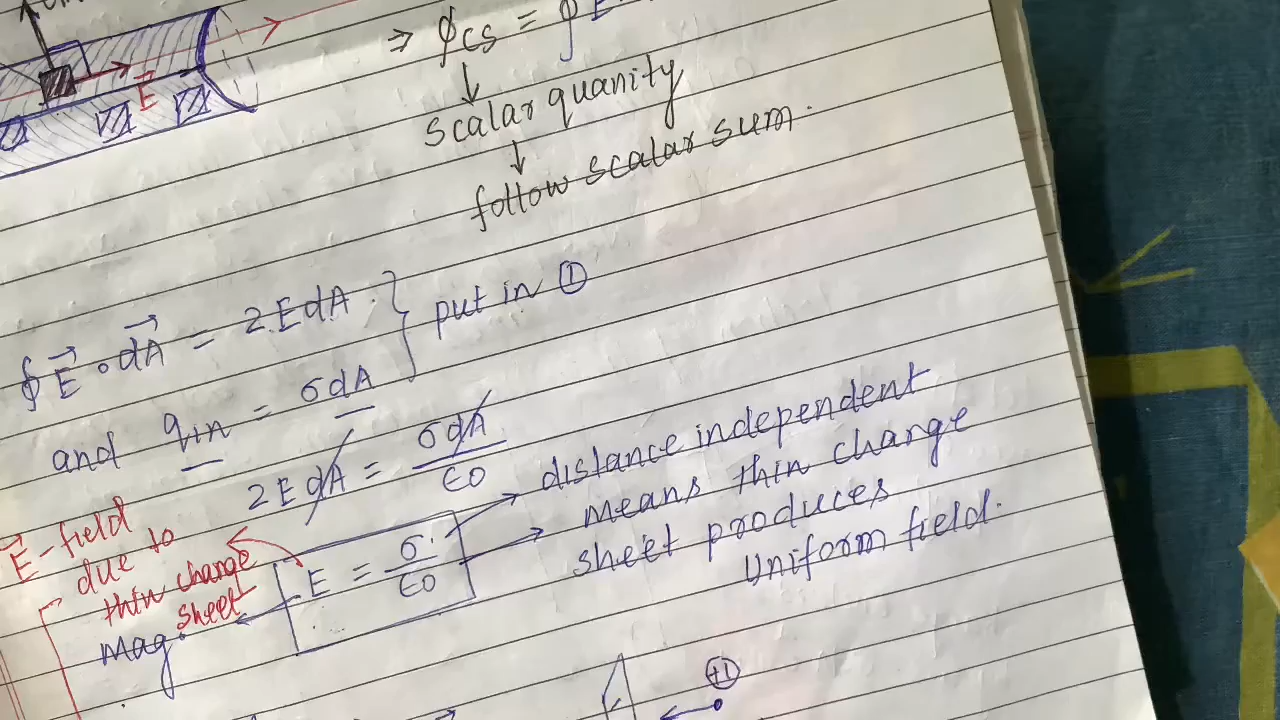 ⇒ ϕcs = ∮ E
↓
scalar quanity
↓
follow scalar sum.
E
∮ E • dA = 2EdA
and qin = σdA
} put in ①
2EdA = σdA / ε0
E = σ / ε0
→ distance independent
→ means thin charge
sheet produces
Uniform field.
E - field
due to
thin charge
sheet
mag.
+1